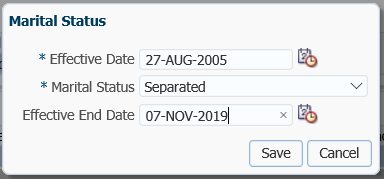 Marital Status
* Effective Date 27-AUG-2005
* Marital Status Separated
Effective End Date 07-NOV-2019 ×
Save Cancel